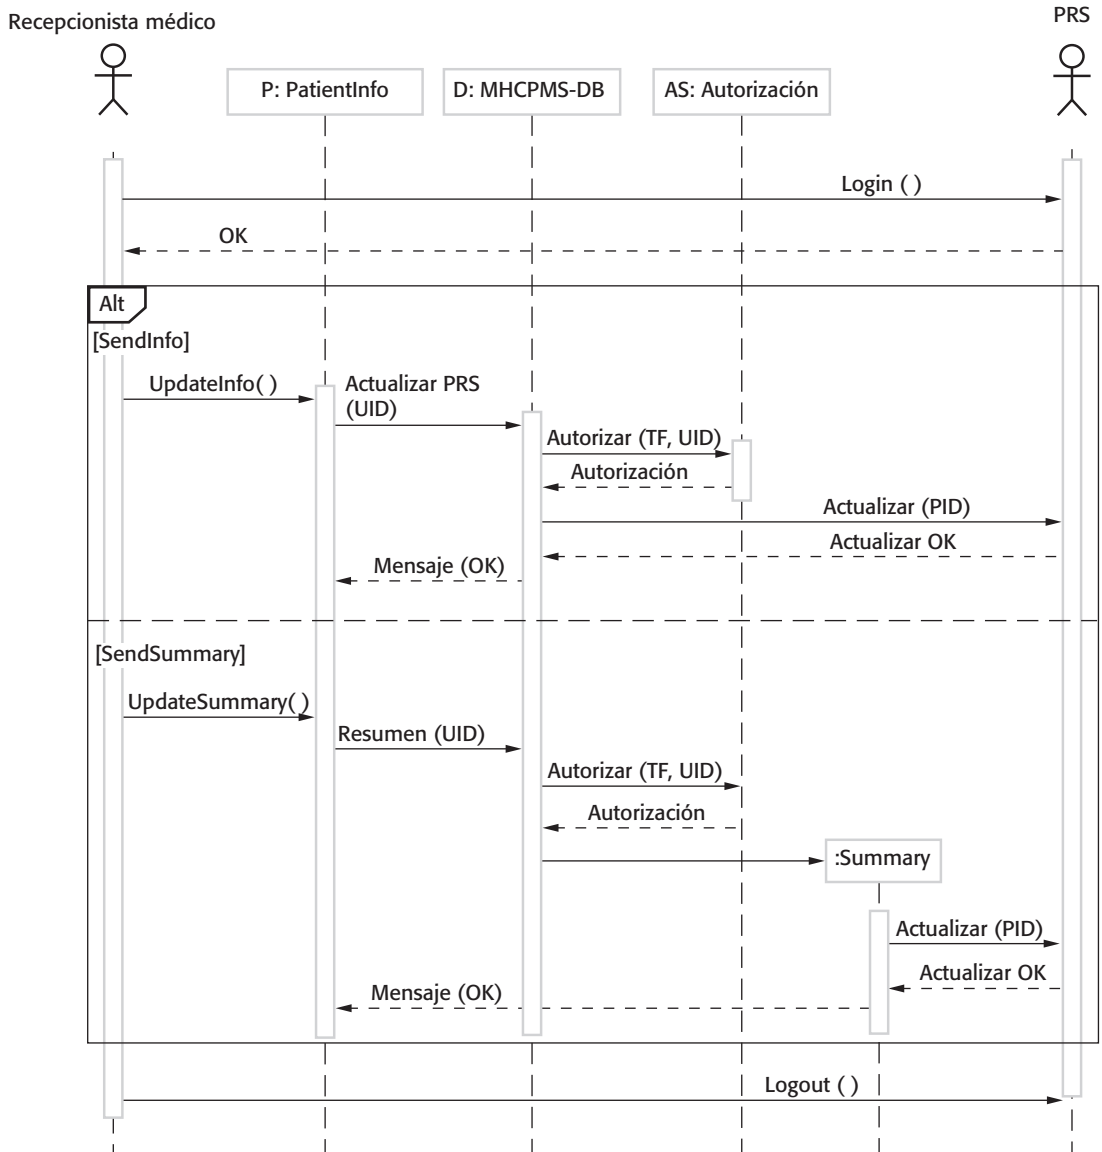 Recepcionista médico
PRS
P: PatientInfo
D: MHCPMS-DB
AS: Autorización
Login ( )
OK
Alt
[SendInfo]
UpdateInfo( )
Actualizar PRS
(UID)
Autorizar (TF, UID)
Autorización
Actualizar (PID)
Actualizar OK
Mensaje (OK)
[SendSummary]
UpdateSummary( )
Resumen (UID)
Autorizar (TF, UID)
Autorización
:Summary
Actualizar (PID)
Actualizar OK
Mensaje (OK)
Logout ( )